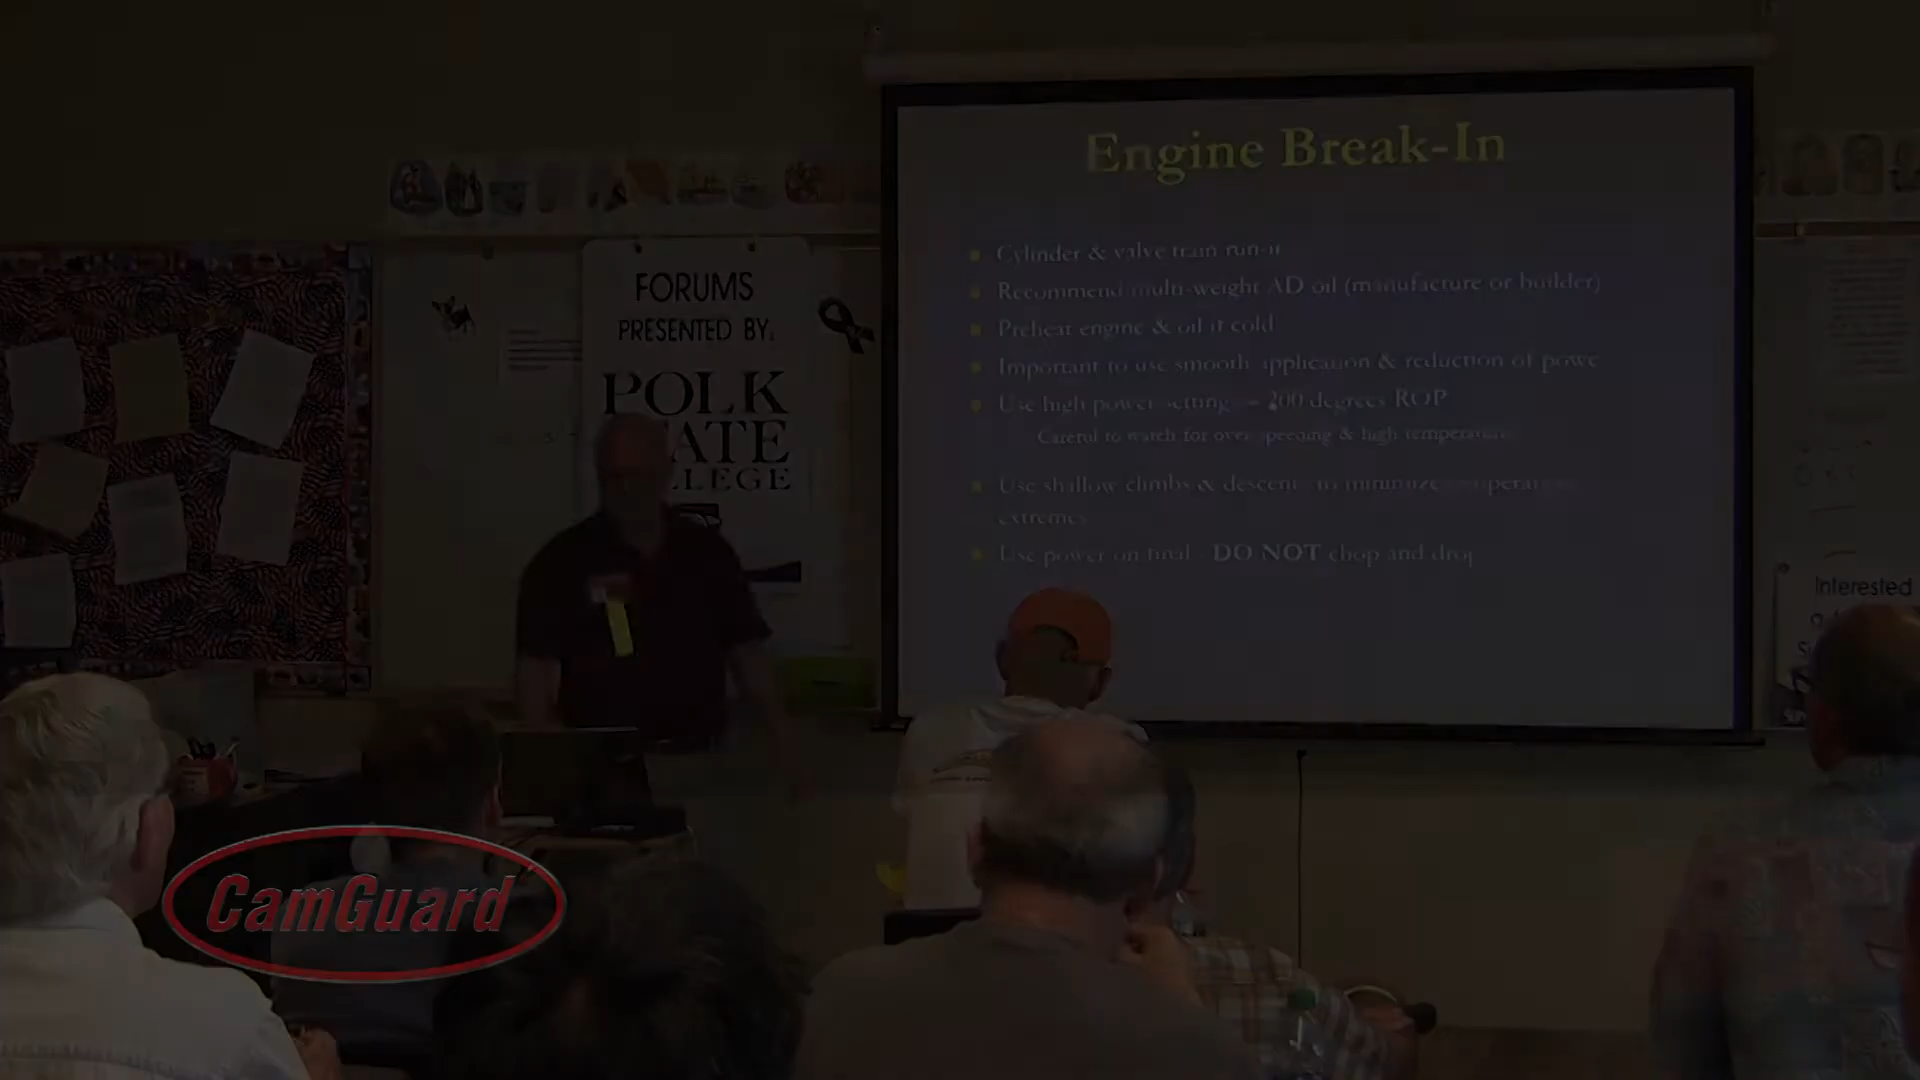 Engine Break-In
Cylinder & valve train run-in
Recommend multi-weight AD oil (manufacture or builder)
Preheat engine & oil if cold
Important to use smooth application & reduction of powe
Use high power setting – 200 degrees ROP
Careful to watch for over speeding & high temperature
Use shallow climbs & descent to minimize temperature
extremes
Use power on final - DO NOT chop and drop
FORUMS
PRESENTED BY:
POLK
ATE
LLEGE
Interested
CamGuard